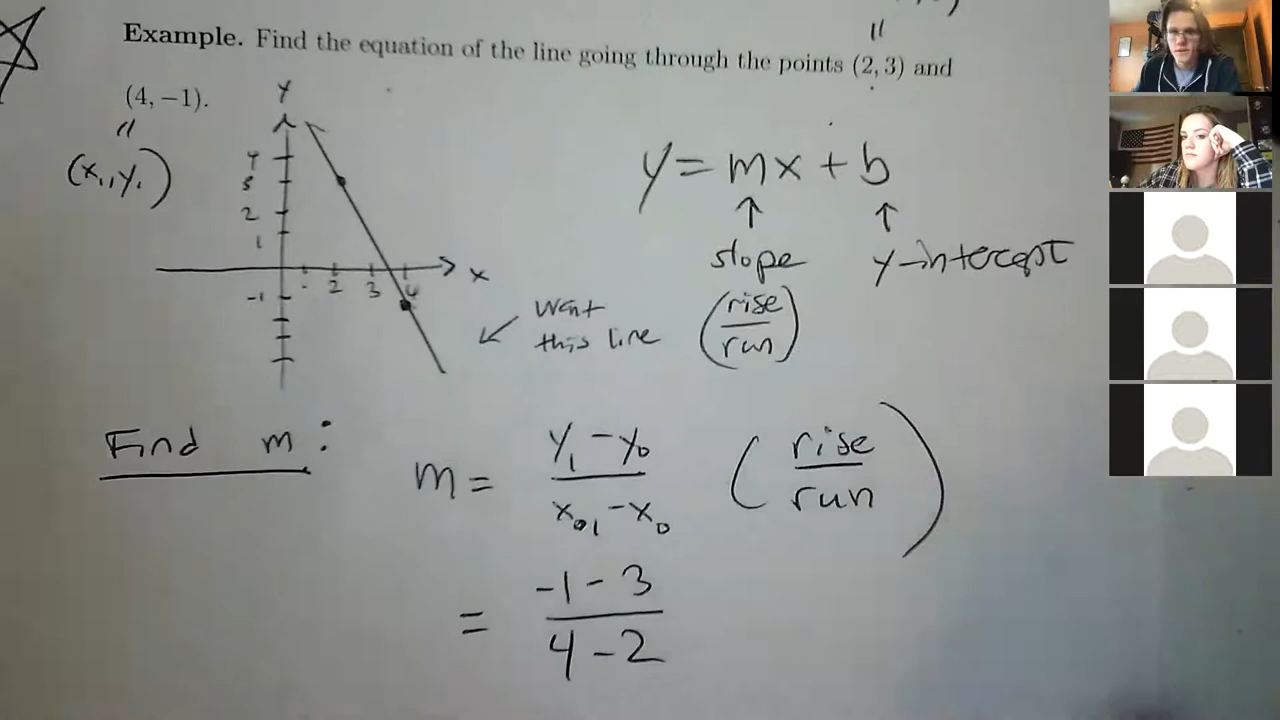 Example. Find the equation of the line going through the points (2, 3) and
(4, −1).
"
"
(x₁, y₁)
y
4
3
2
1
-1
2
3
4
x
y = mx + b
↑ ↑
slope y-intercept
(rise/run)
Want
this line
Find m:
m = (y₁ - y₀)/(x₁ - x₀) (rise/run)
= (-1 - 3)/(4 - 2)